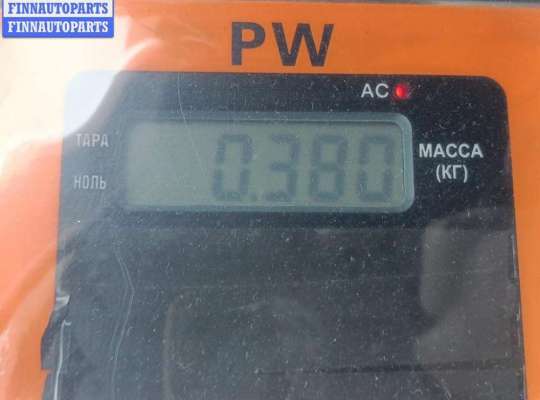 FINNAUTOPARTS
FINNAUTOPARTS
PW
AC
ТАРА
0.380
МАССА
(КГ)
НОЛЬ